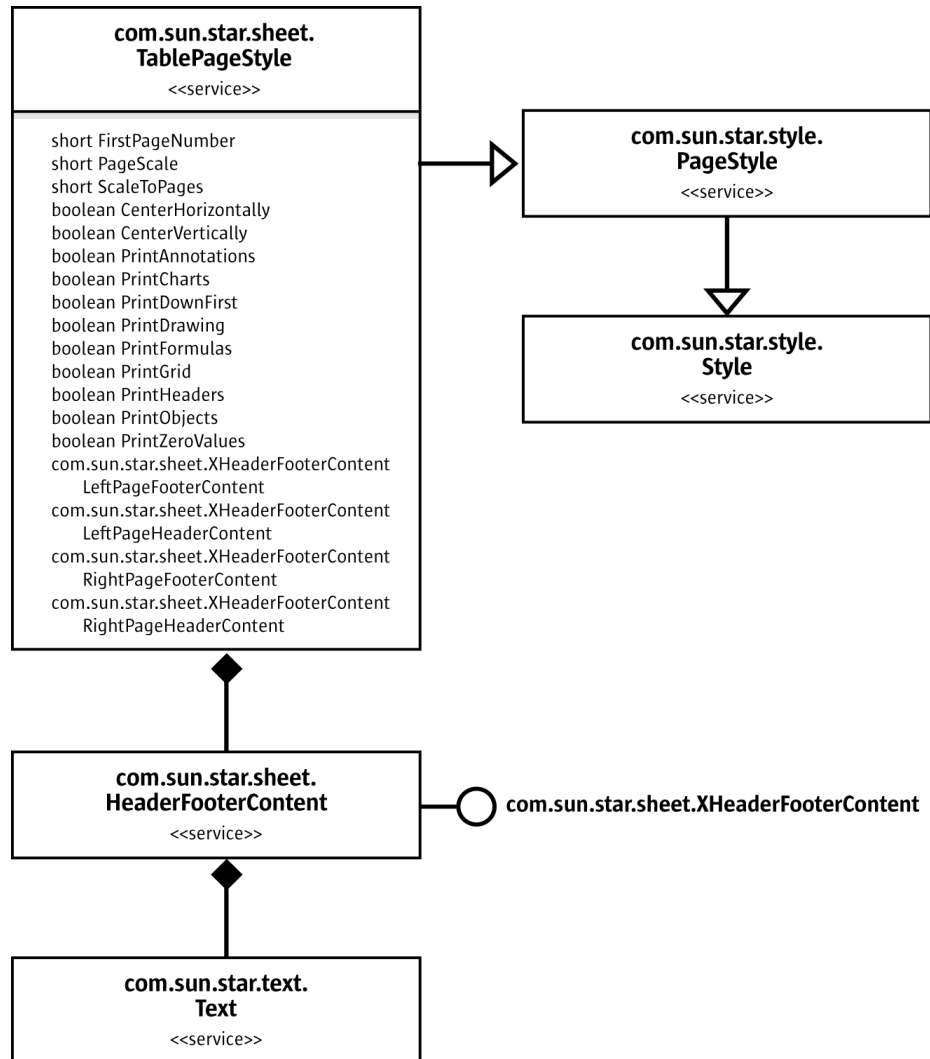 com.sun.star.sheet.
TablePageStyle
<<service>>
short FirstPageNumber
short PageScale
short ScaleToPages
boolean CenterHorizontally
boolean CenterVertically
boolean PrintAnnotations
boolean PrintCharts
boolean PrintDownFirst
boolean PrintDrawing
boolean PrintFormulas
boolean PrintGrid
boolean PrintHeaders
boolean PrintObjects
boolean PrintZeroValues
com.sun.star.sheet.XHeaderFooterContent
LeftPageFooterContent
com.sun.star.sheet.XHeaderFooterContent
LeftPageHeaderContent
com.sun.star.sheet.XHeaderFooterContent
RightPageFooterContent
com.sun.star.sheet.XHeaderFooterContent
RightPageHeaderContent
com.sun.star.style.
PageStyle
<<service>>
com.sun.star.style.
Style
<<service>>
com.sun.star.sheet.
HeaderFooterContent
<<service>>
com.sun.star.sheet.XHeaderFooterContent
com.sun.star.text.
Text
<<service>>